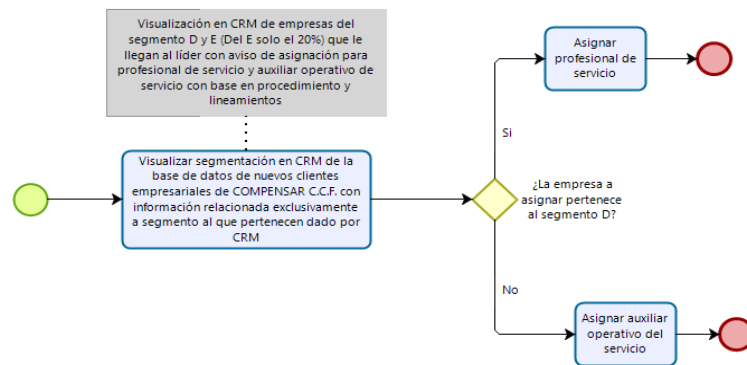 Visualización en CRM de empresas del
segmento D y E (Del E solo el 20%) que le
llegan al líder con aviso de asignación para
profesional de servicio y auxiliar operativo de
servicio con base en procedimiento y
lineamientos
Visualizar segmentación en CRM de la
base de datos de nuevos clientes
empresariales de COMPENSAR C.C.F. con
información relacionada exclusivamente
a segmento al que pertenecen dado por
CRM
¿La empresa a
asignar pertenece
al segmento D?
Si
Asignar
profesional de
servicio
No
Asignar auxiliar
operativo del
servicio